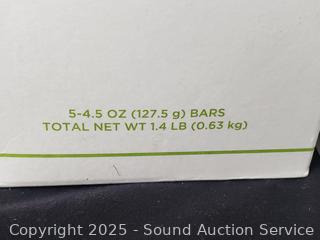 5-4.5 OZ (127.5 g) BARS
TOTAL NET WT 1.4 LB (0.63 kg)
Copyright 2025 - Sound Auction Service